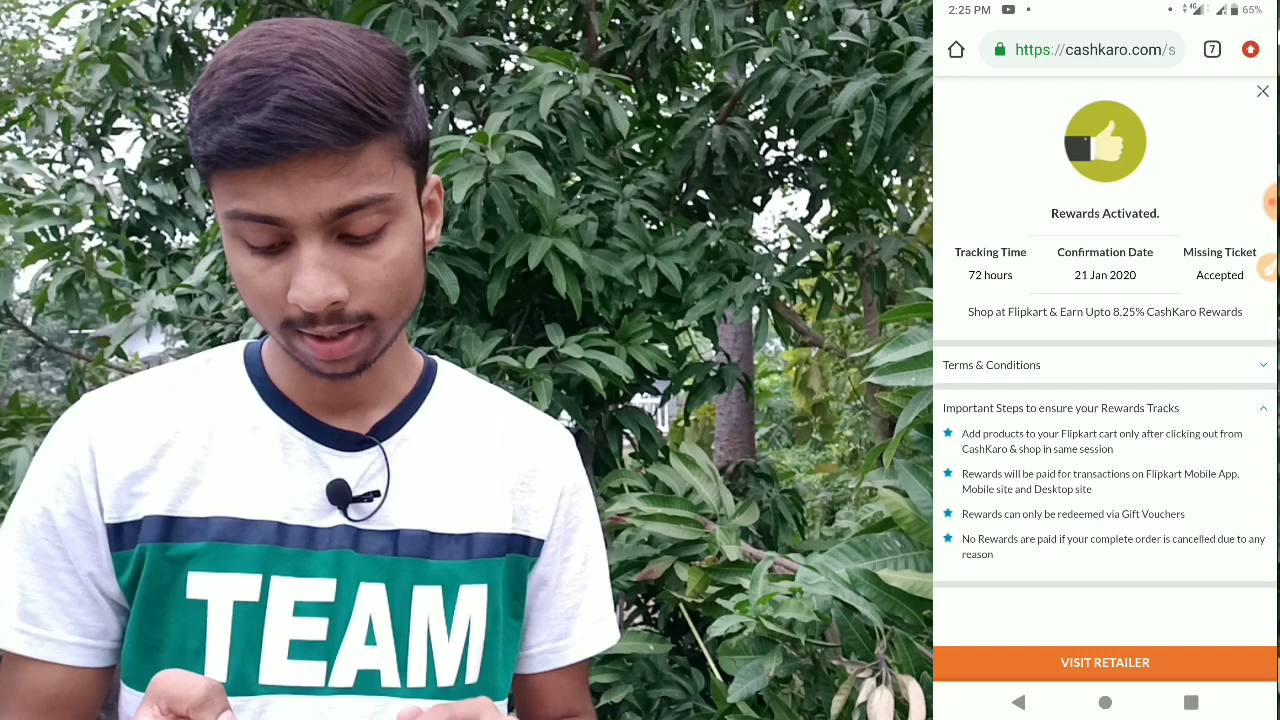 TEAM
2:25 PM
4G
65%
https://cashkaro.com/s
7
Rewards Activated.
Tracking Time Confirmation Date Missing Ticket
72 hours 21 Jan 2020 Accepted
Shop at Flipkart & Earn Upto 8.25% CashKaro Rewards
Terms & Conditions
Important Steps to ensure your Rewards Tracks
Add products to your Flipkart cart only after clicking out from
CashKaro & shop in same session
Rewards will be paid for transactions on Flipkart Mobile App,
Mobile site and Desktop site
Rewards can only be redeemed via Gift Vouchers
No Rewards are paid if your complete order is cancelled due to any
reason
VISIT RETAILER